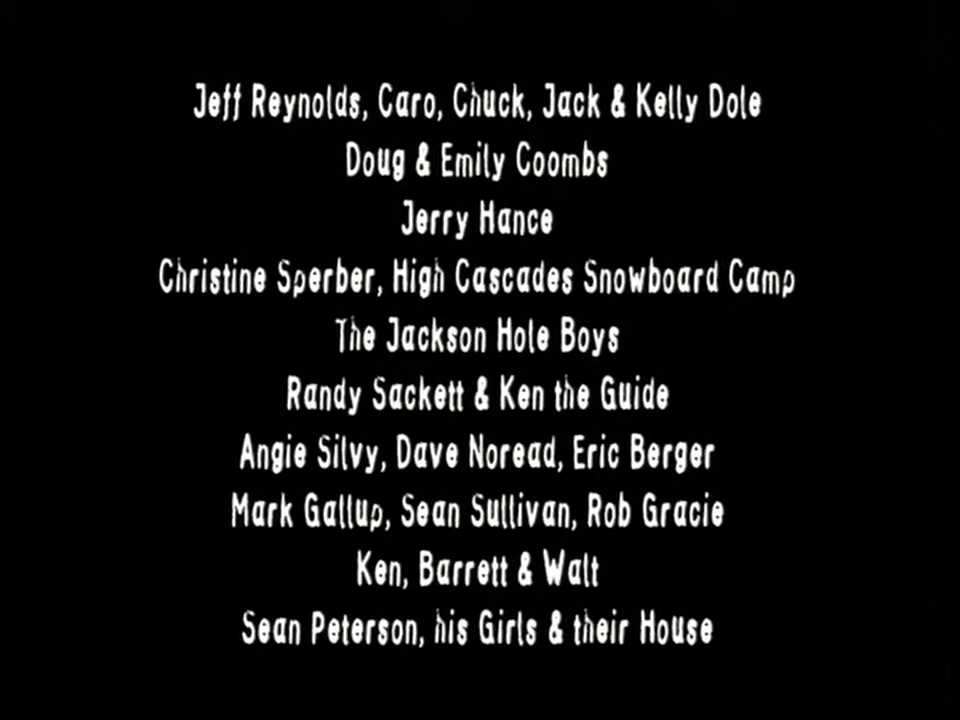 Jeff Reynolds, Caro, Chuck, Jack & Kelly Dole
Doug & Emily Coombs
Jerry Hance
Christine Sperber, High Cascades Snowboard Camp
The Jackson Hole Boys
Randy Sackett & Ken the Guide
Angie Silvy, Dave Noread, Eric Berger
Mark Gallup, Sean Sullivan, Rob Gracie
Ken, Barrett & Walt
Sean Peterson, his Girls & their House